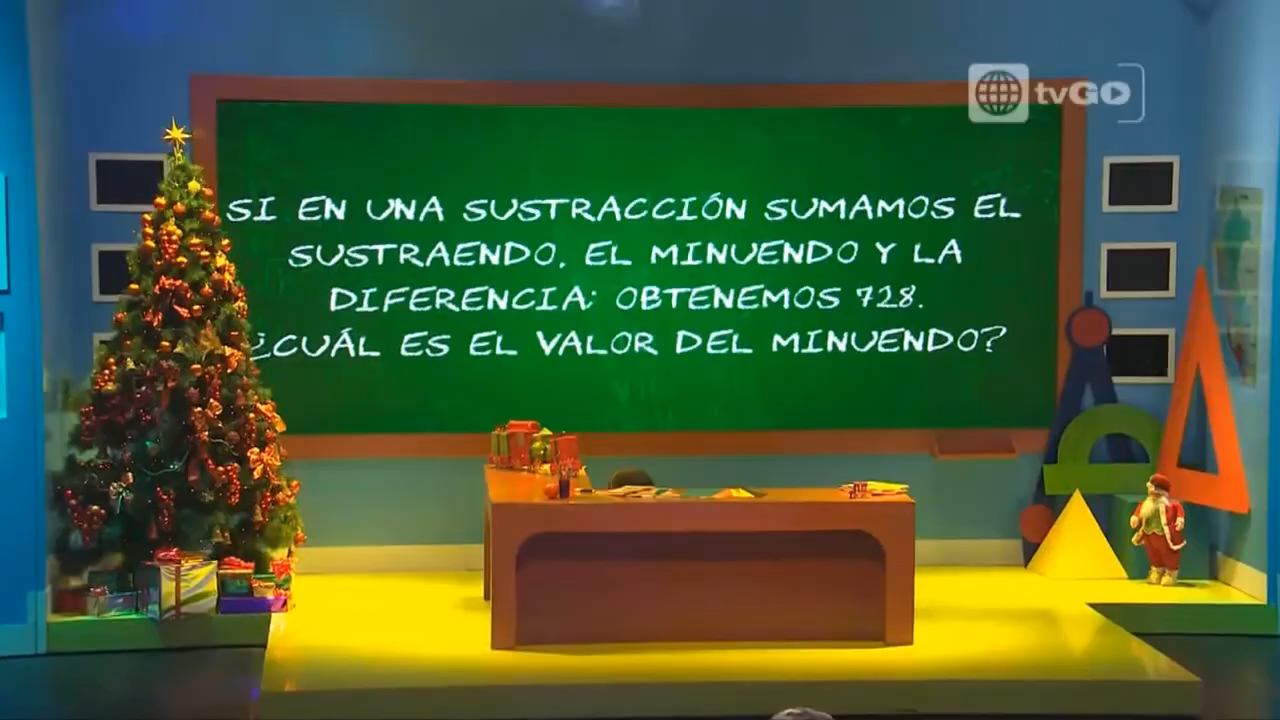 tvGO
SI EN UNA SUSTRACCIÓN SUMAMOS EL
SUSTRAENDO, EL MINUENDO Y LA
DIFERENCIA: OBTENEMOS 728.
¿CUÁL ES EL VALOR DEL MINUENDO?